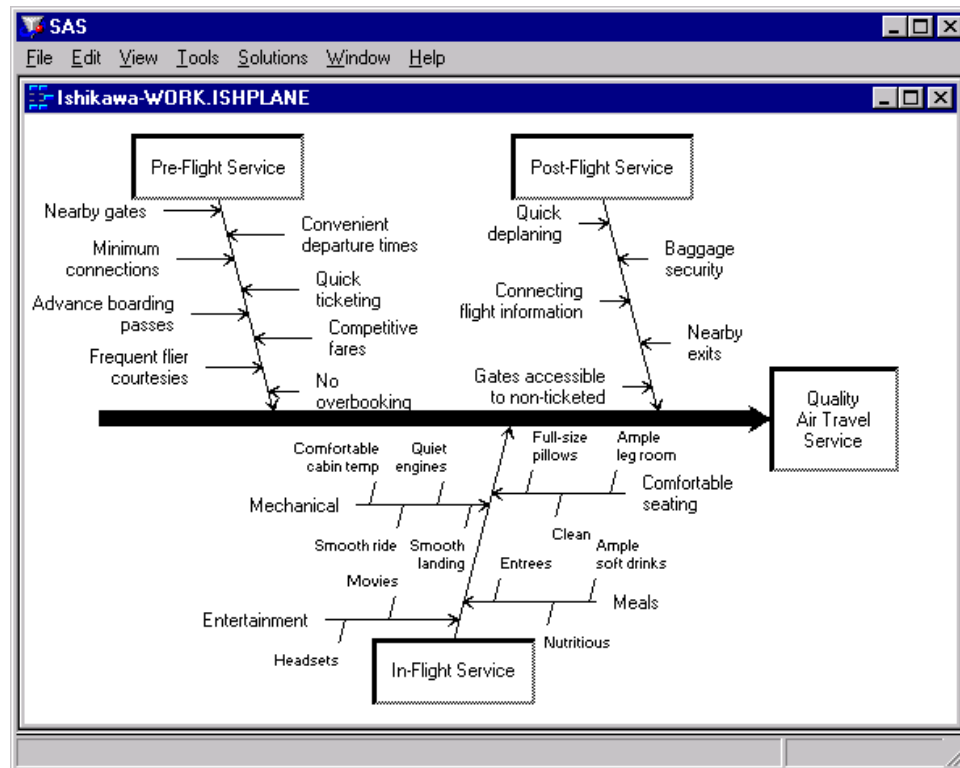 SAS
File Edit View Tools Solutions Window Help
Ishikawa-WORK.ISHPLANE
Pre-Flight Service
Post-Flight Service
Nearby gates
Convenient
departure times
Minimum
connections
Quick
ticketing
Advance boarding
passes
Competitive
fares
Frequent flier
courtesies
No
overbooking
Quick
deplaning
Baggage
security
Connecting
flight information
Nearby
exits
Gates accessible
to non-ticketed
Quality
Air Travel
Service
Comfortable
cabin temp
Quiet
engines
Mechanical
Smooth ride
Smooth
landing
Full-size
pillows
Ample
leg room
Comfortable
seating
Clean
Movies
Entertainment
Headsets
Entrees
Ample
soft drinks
Meals
Nutritious
In-Flight Service